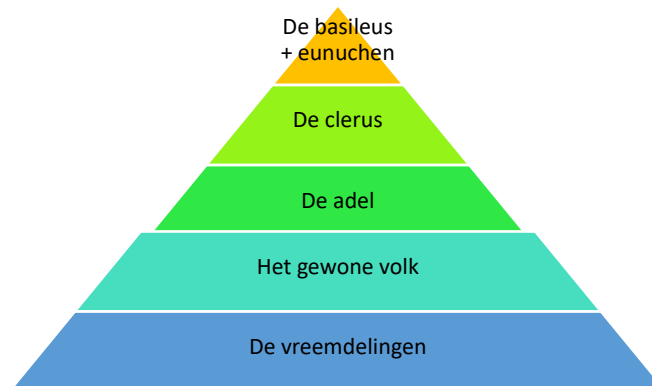 De basileus
+ eunuchen
De clerus
De adel
Het gewone volk
De vreemdelingen